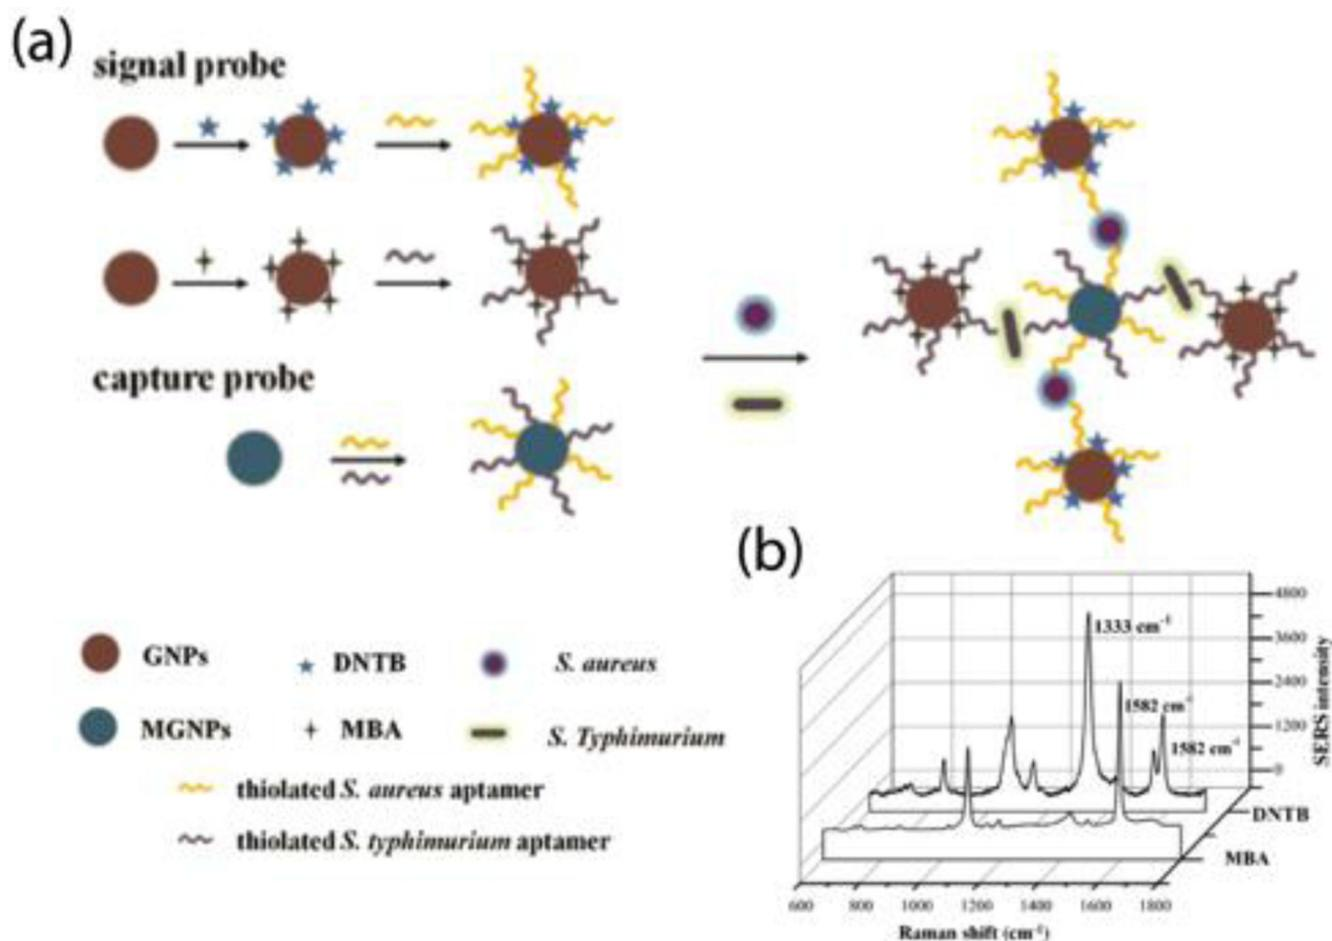 (a)
signal probe
capture probe
GNPs
DNTB
S. aureus
MGNPs
MBA
S. Typhimurium
thiolated S. aureus aptamer
thiolated S. typhimurium aptamer
(b)
1333 cm⁻¹
1582 cm⁻¹
1582 cm⁻¹
4800
3600
2400
1200
0
SERS intensity
DNTB
MBA
600
800
1000
1200
1400
1600
1800
Raman shift (cm⁻¹)